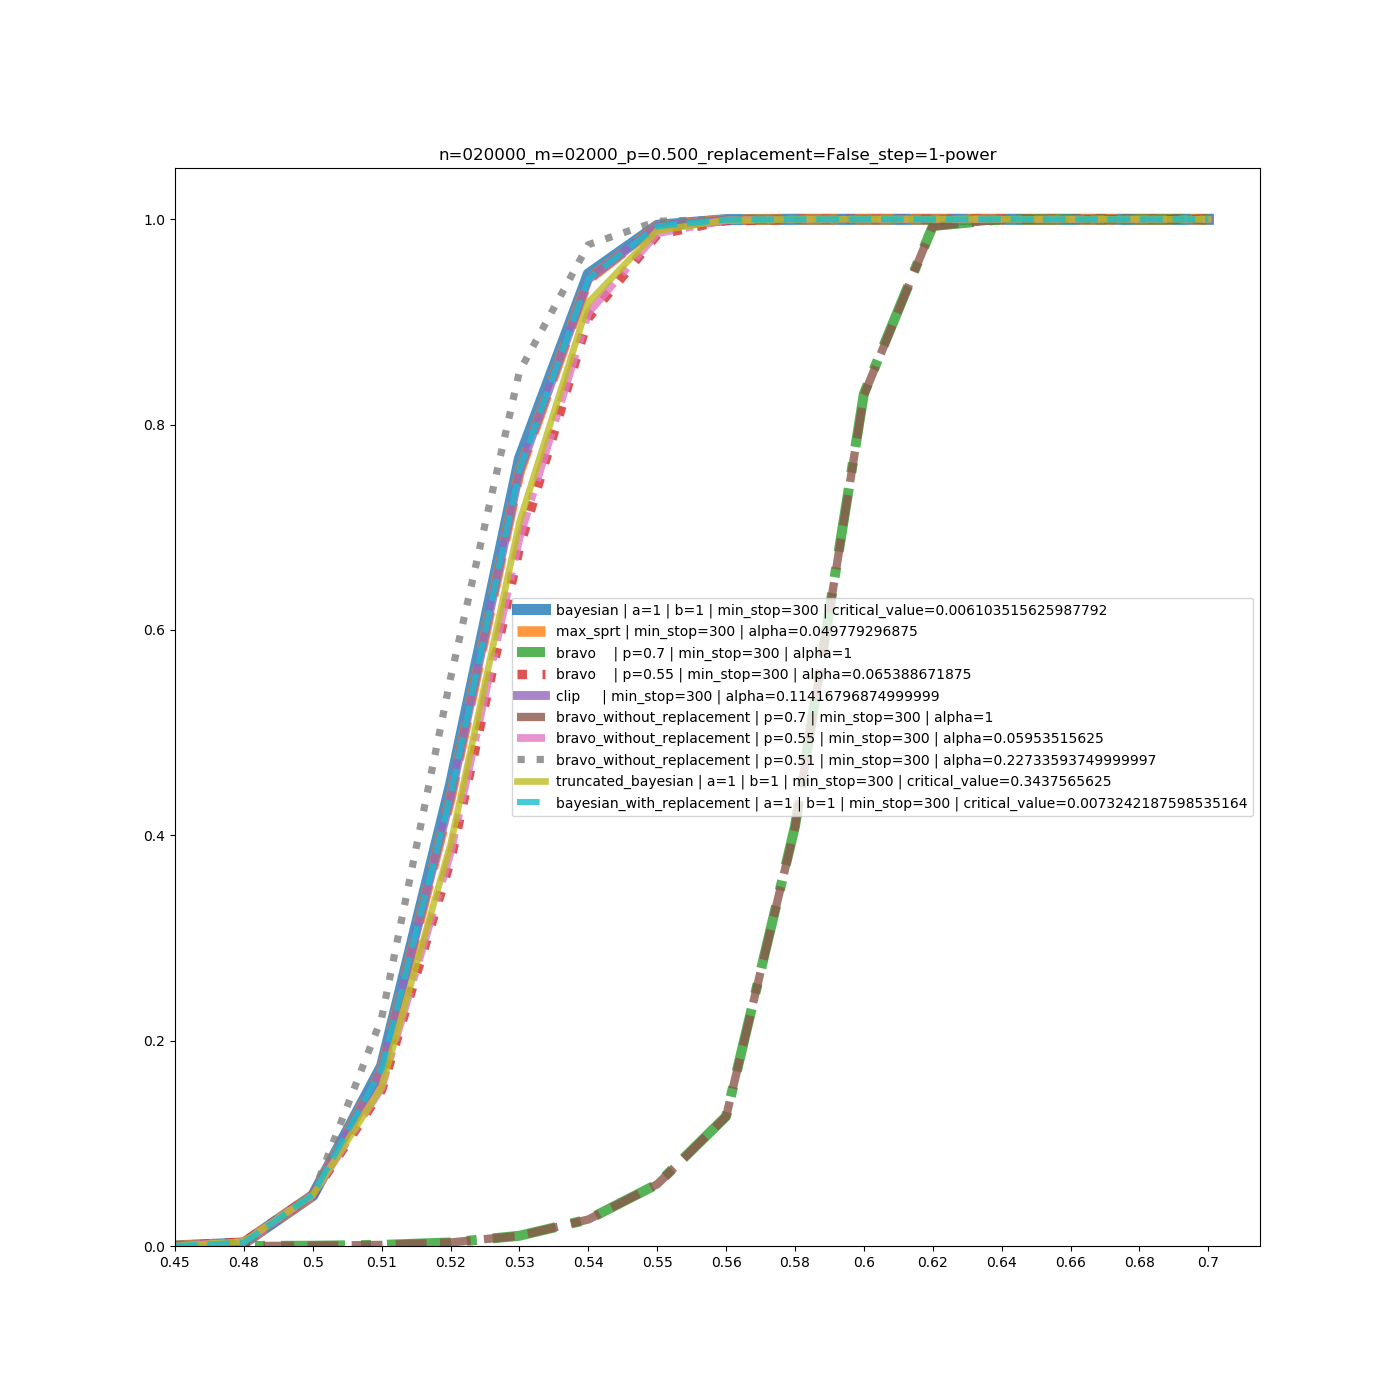 n=020000_m=02000_p=0.500_replacement=False_step=1-power
1.0
0.8
0.6
0.4
0.2
0.0
bayesian | a=1 | b=1 | min_stop=300 | critical_value=0.006103515625987792
max_sprt | min_stop=300 | alpha=0.049779296875
bravo | p=0.7 | min_stop=300 | alpha=1
bravo | p=0.55 | min_stop=300 | alpha=0.065388671875
clip | min_stop=300 | alpha=0.11416796874999999
bravo_without_replacement | p=0.7 | min_stop=300 | alpha=1
bravo_without_replacement | p=0.55 | min_stop=300 | alpha=0.05953515625
bravo_without_replacement | p=0.51 | min_stop=300 | alpha=0.22733593749999997
truncated_bayesian | a=1 | b=1 | min_stop=300 | critical_value=0.3437565625
bayesian_with_replacement | a=1 | b=1 | min_stop=300 | critical_value=0.0073242187598535164
0.45 0.48 0.5 0.51 0.52 0.53 0.54 0.55 0.56 0.58 0.6 0.62 0.64 0.66 0.68 0.7